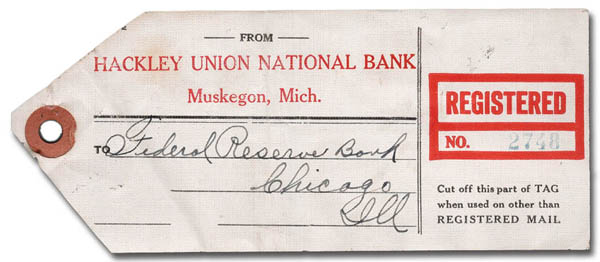 FROM
HACKLEY UNION NATIONAL BANK
Muskegon, Mich.
TO Federal Reserve Bank
Chicago
Ill
REGISTERED
NO. 2748
Cut off this part of TAG
when used on other than
REGISTERED MAIL.